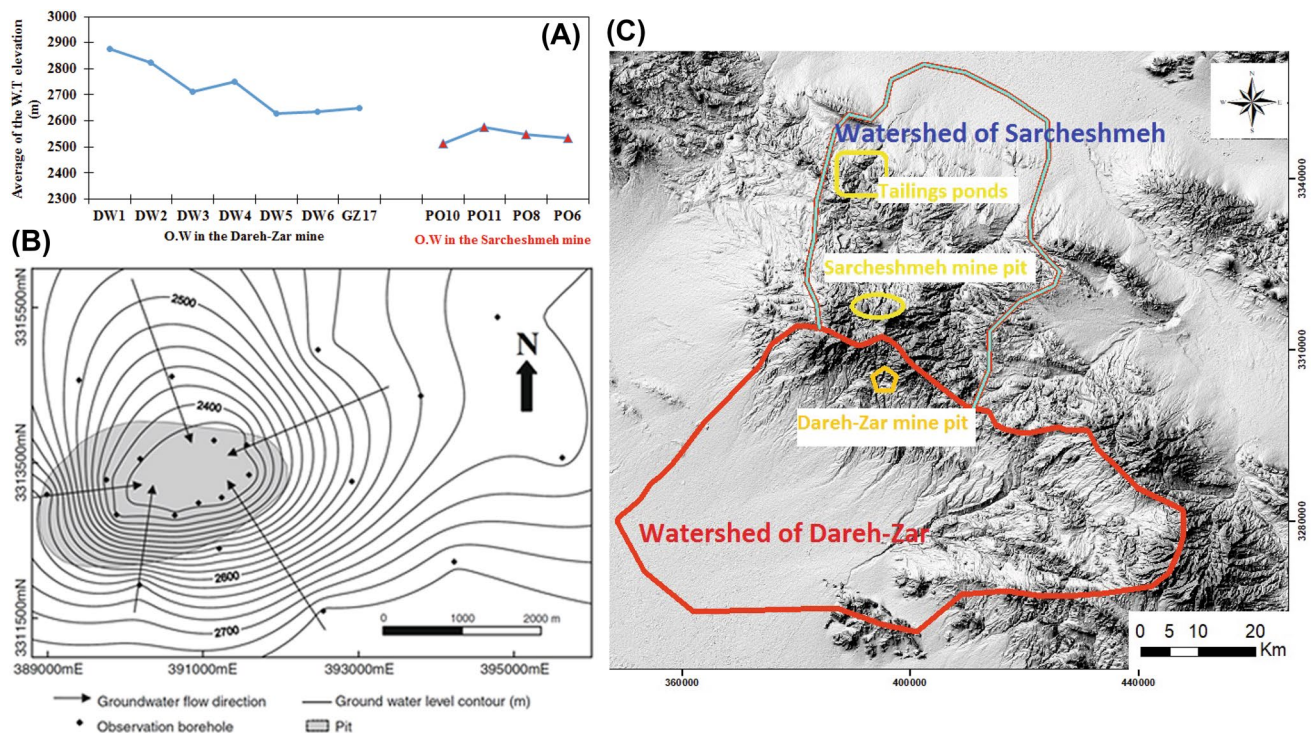 (A)
3000
2900
2800
2700
2600
2500
2400
2300
Average of the W.T elevation
(m)
DW1 DW2 DW3 DW4 DW5 DW6 GZ17 PO10 PO11 PO8 PO6
O.W in the Dareh-Zar mine
O.W in the Sarcheshmeh mine
(B)
3315500mN
3313500mN
3311500mN
2500
2400
2600
2700
N
0 1000 2000 m
389000mE 391000mE 393000mE 395000mE
Groundwater flow direction
Ground water level contour (m)
Observation borehole
Pit
(C)
N
W E
S
Watershed of Sarcheshmeh
Tailings ponds
Sarcheshmeh mine pit
Dareh-Zar mine pit
Watershed of Dareh-Zar
3340000
3310000
3280000
0 5 10 20
Km
360000 400000 440000